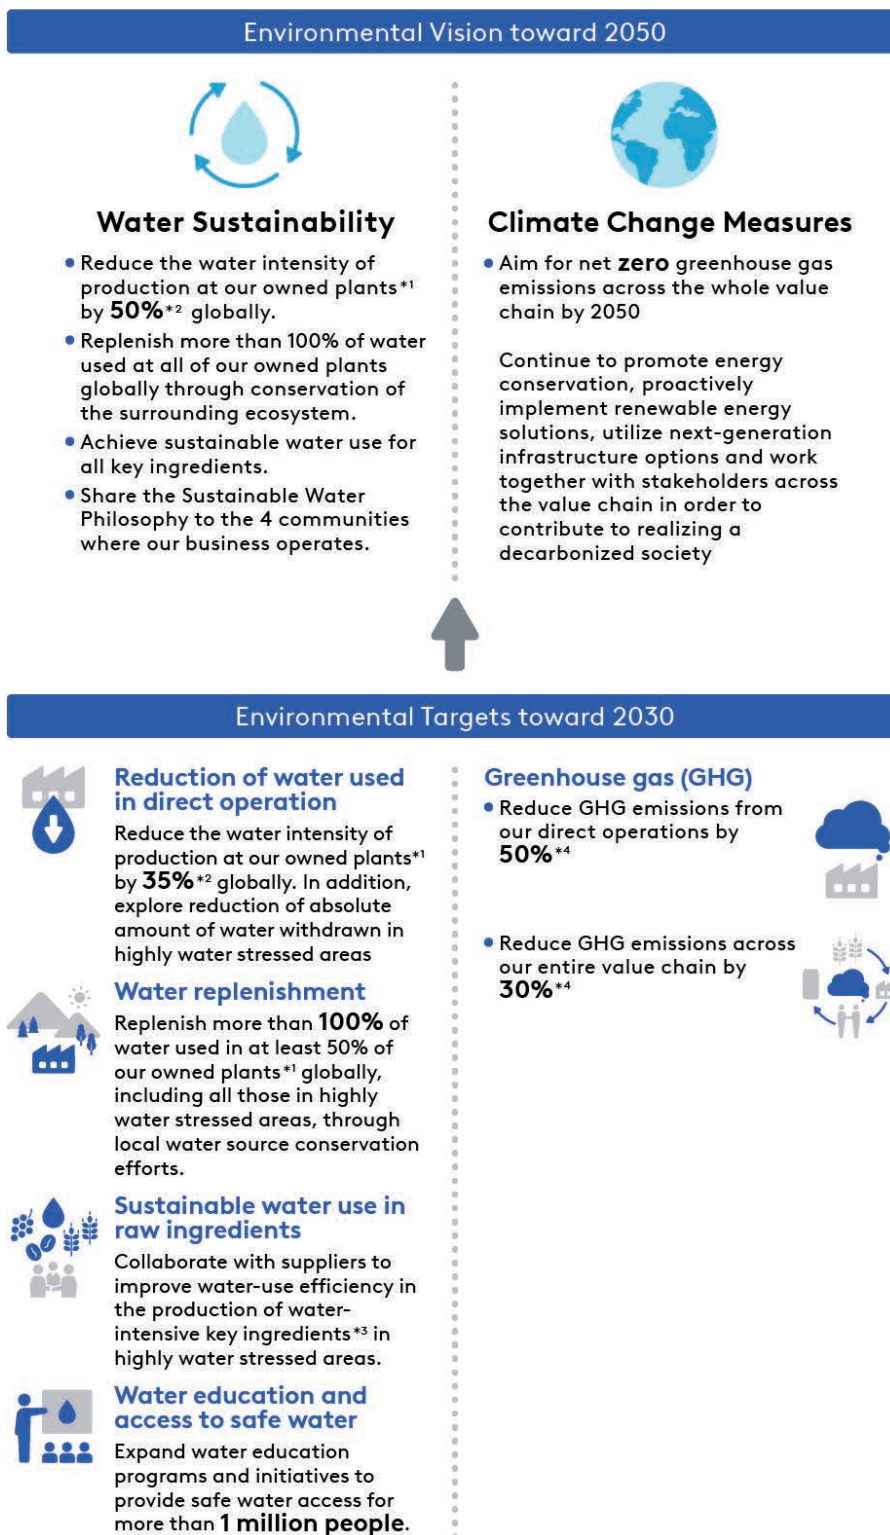 Environmental Vision toward 2050
Water Sustainability
• Reduce the water intensity of
production at our owned plants*1
by 50%*2 globally.
• Replenish more than 100% of water
used at all of our owned plants
globally through conservation of
the surrounding ecosystem.
• Achieve sustainable water use for
all key ingredients.
• Share the Sustainable Water
Philosophy to the 4 communities
where our business operates.
Climate Change Measures
• Aim for net zero greenhouse gas
emissions across the whole value
chain by 2050
Continue to promote energy
conservation, proactively
implement renewable energy
solutions, utilize next-generation
infrastructure options and work
together with stakeholders across
the value chain in order to
contribute to realizing a
decarbonized society
Environmental Targets toward 2030
Reduction of water used
in direct operation
Reduce the water intensity of
production at our owned plants*1
by 35%*2 globally. In addition,
explore reduction of absolute
amount of water withdrawn in
highly water stressed areas
Water replenishment
Replenish more than 100% of
water used in at least 50% of
our owned plants*1 globally,
including all those in highly
water stressed areas, through
local water source conservation
efforts.
Sustainable water use in
raw ingredients
Collaborate with suppliers to
improve water-use efficiency in
the production of water-
intensive key ingredients*3 in
highly water stressed areas.
Water education and
access to safe water
Expand water education
programs and initiatives to
provide safe water access for
more than 1 million people.
Greenhouse gas (GHG)
• Reduce GHG emissions from
our direct operations by
50%*4
• Reduce GHG emissions across
our entire value chain by
30%*4